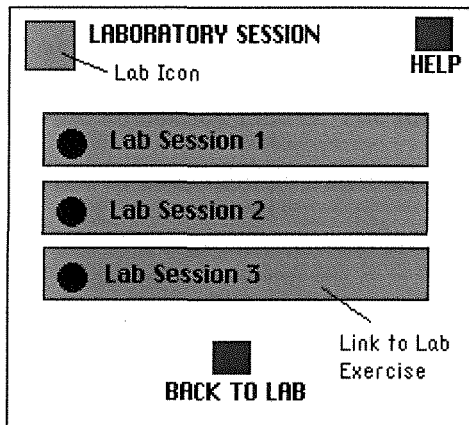 LABORATORY SESSION
HELP
Lab Icon
Lab Session 1
Lab Session 2
Lab Session 3
Link to Lab
Exercise
BACK TO LAB